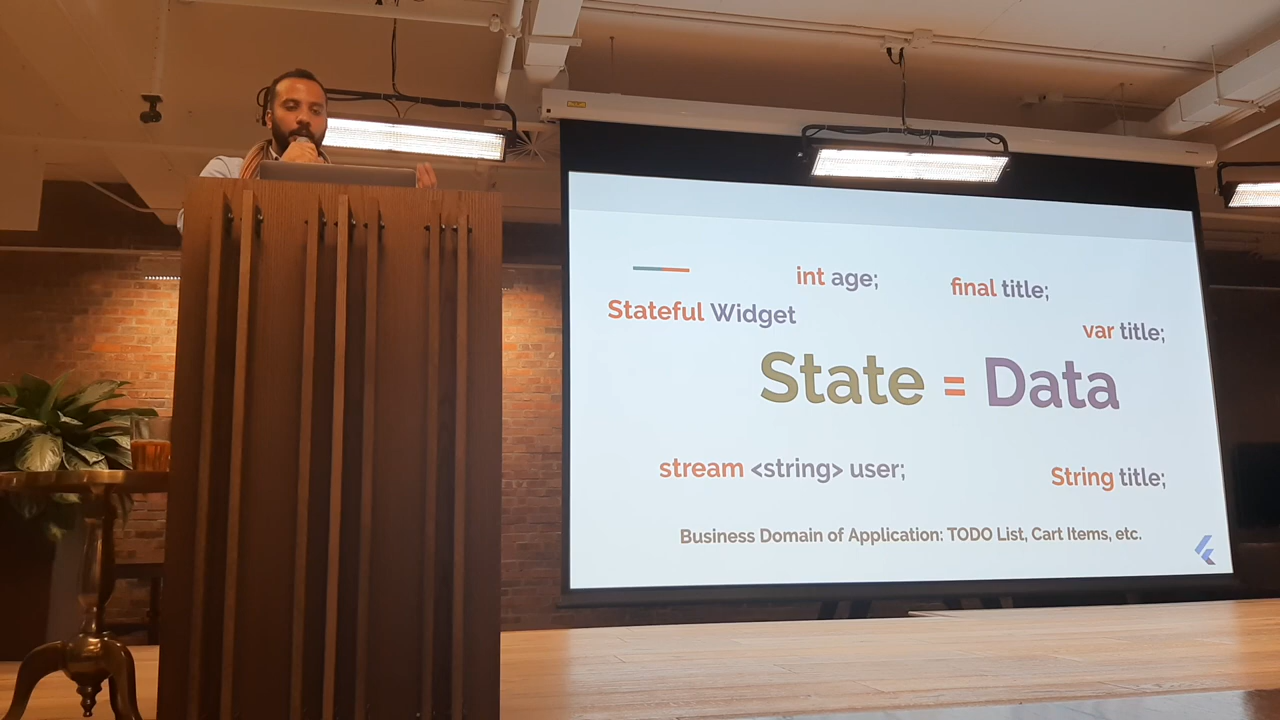 int age;
final title;
Stateful Widget
var title;
State = Data
stream <string> user;
String title;
Business Domain of Application: TODO List, Cart Items, etc.